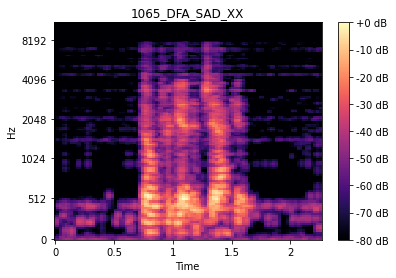 1065_DFA_SAD_XX
+0 dB
8192
-10 dB
4096
-20 dB
-30 dB
2048
Hz
-40 dB
1024
-50 dB
512
-60 dB
-70 dB
0
-80 dB
0
0.5
1
1.5
2
Time